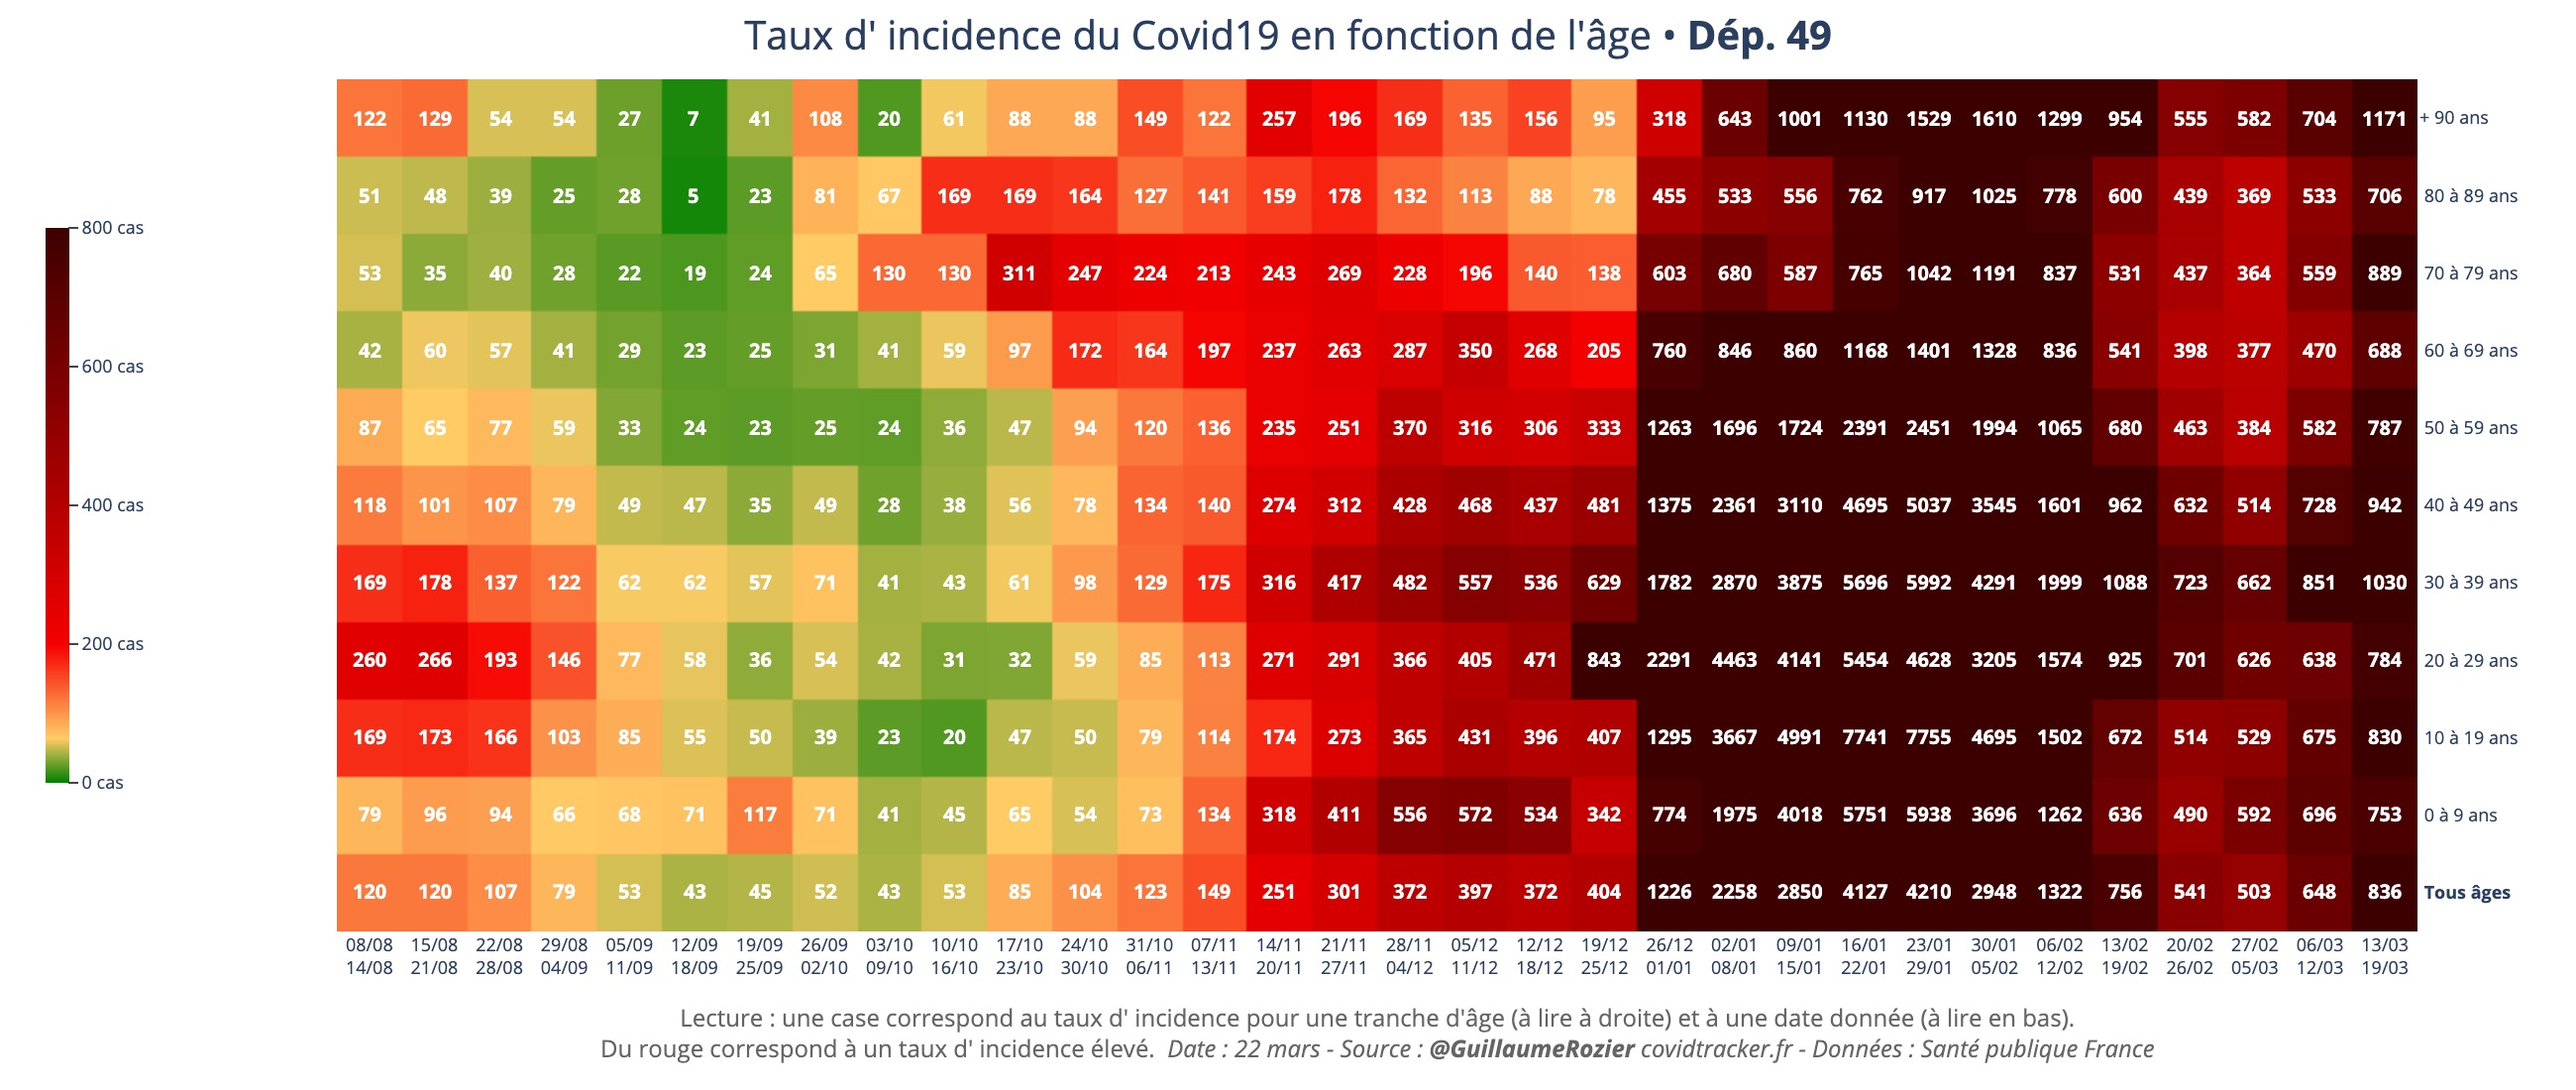 Taux d' incidence du Covid19 en fonction de l'âge • Dép. 49
122 129 54 54 27 7 41 108 20 61 88 88 149 122 257 196 169 135 156 95 318 643 1001 1130 1529 1610 1299 954 555 582 704 1171 + 90 ans
51 48 39 25 28 5 23 81 67 169 169 164 127 141 159 178 132 113 88 78 455 533 556 762 917 1025 778 600 439 369 533 706 80 à 89 ans
800 cas
53 35 40 28 22 19 24 65 130 130 311 247 224 213 243 269 228 196 140 138 603 680 587 765 1042 1191 837 531 437 364 559 889 70 à 79 ans
42 60 57 41 29 23 25 31 41 59 97 172 164 197 237 263 287 350 268 205 760 846 860 1168 1401 1328 836 541 398 377 470 688 60 à 69 ans
600 cas
87 65 77 59 33 24 23 25 24 36 47 94 120 136 235 251 370 316 306 333 1263 1696 1724 2391 2451 1994 1065 680 463 384 582 787 50 à 59 ans
400 cas
118 101 107 79 49 47 35 49 28 38 56 78 134 140 274 312 428 468 437 481 1375 2361 3110 4695 5037 3545 1601 962 632 514 728 942 40 à 49 ans
169 178 137 122 62 62 57 71 41 43 61 98 129 175 316 417 482 557 536 629 1782 2870 3875 5696 5992 4291 1999 1088 723 662 851 1030 30 à 39 ans
200 cas
260 266 193 146 77 58 36 54 42 31 32 59 85 113 271 291 366 405 471 843 2291 4463 4141 5454 4628 3205 1574 925 701 626 638 784 20 à 29 ans
169 173 166 103 85 55 50 39 23 20 47 50 79 114 174 273 365 431 396 407 1295 3667 4991 7741 7755 4695 1502 672 514 529 675 830 10 à 19 ans
0 cas
79 96 94 66 68 71 117 71 41 45 65 54 73 134 318 411 556 572 534 342 774 1975 4018 5751 5938 3696 1262 636 490 592 696 753 0 à 9 ans
120 120 107 79 53 43 45 52 43 53 85 104 123 149 251 301 372 397 372 404 1226 2258 2850 4127 4210 2948 1322 756 541 503 648 836 Tous âges
08/08 15/08 22/08 29/08 05/09 12/09 19/09 26/09 03/10 10/10 17/10 24/10 31/10 07/11 14/11 21/11 28/11 05/12 12/12 19/12 26/12 02/01 09/01 16/01 23/01 30/01 06/02 13/02 20/02 27/02 06/03 13/03
14/08 21/08 28/08 04/09 11/09 18/09 25/09 02/10 09/10 16/10 23/10 30/10 06/11 13/11 20/11 27/11 04/12 11/12 18/12 25/12 01/01 08/01 15/01 22/01 29/01 05/02 12/02 19/02 26/02 05/03 12/03 19/03
Lecture : une case correspond au taux d' incidence pour une tranche d'âge (à lire à droite) et à une date donnée (à lire en bas).
Du rouge correspond à un taux d' incidence élevé. Date : 22 mars - Source : @GuillaumeRozier covidtracker.fr - Données : Santé publique France